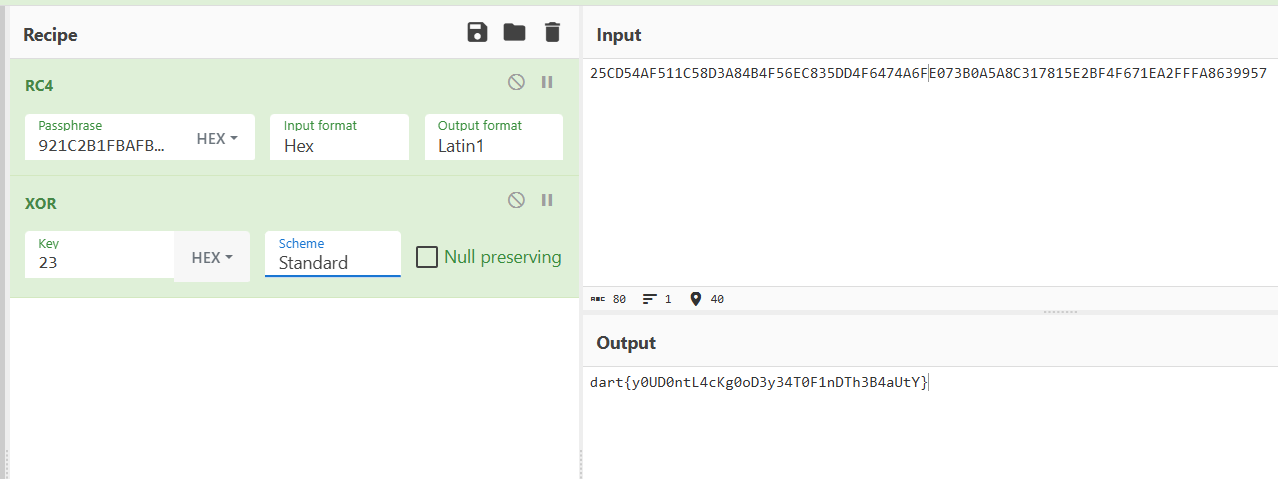 Recipe
RC4
Passphrase
921C2B1FBAFB...
HEX
Input format
Hex
Output format
Latin1
XOR
Key
23
HEX
Scheme
Standard
Null preserving
Input
25CD54AF511C58D3A84B4F56EC835DD4F6474A6FE073B0A5A8C317815E2BF4F671EA2FFFA8639957
ABC 80 1 40
Output
dart{y0UD0ntL4cKg0oD3y34T0F1nDTh3B4aUtY}